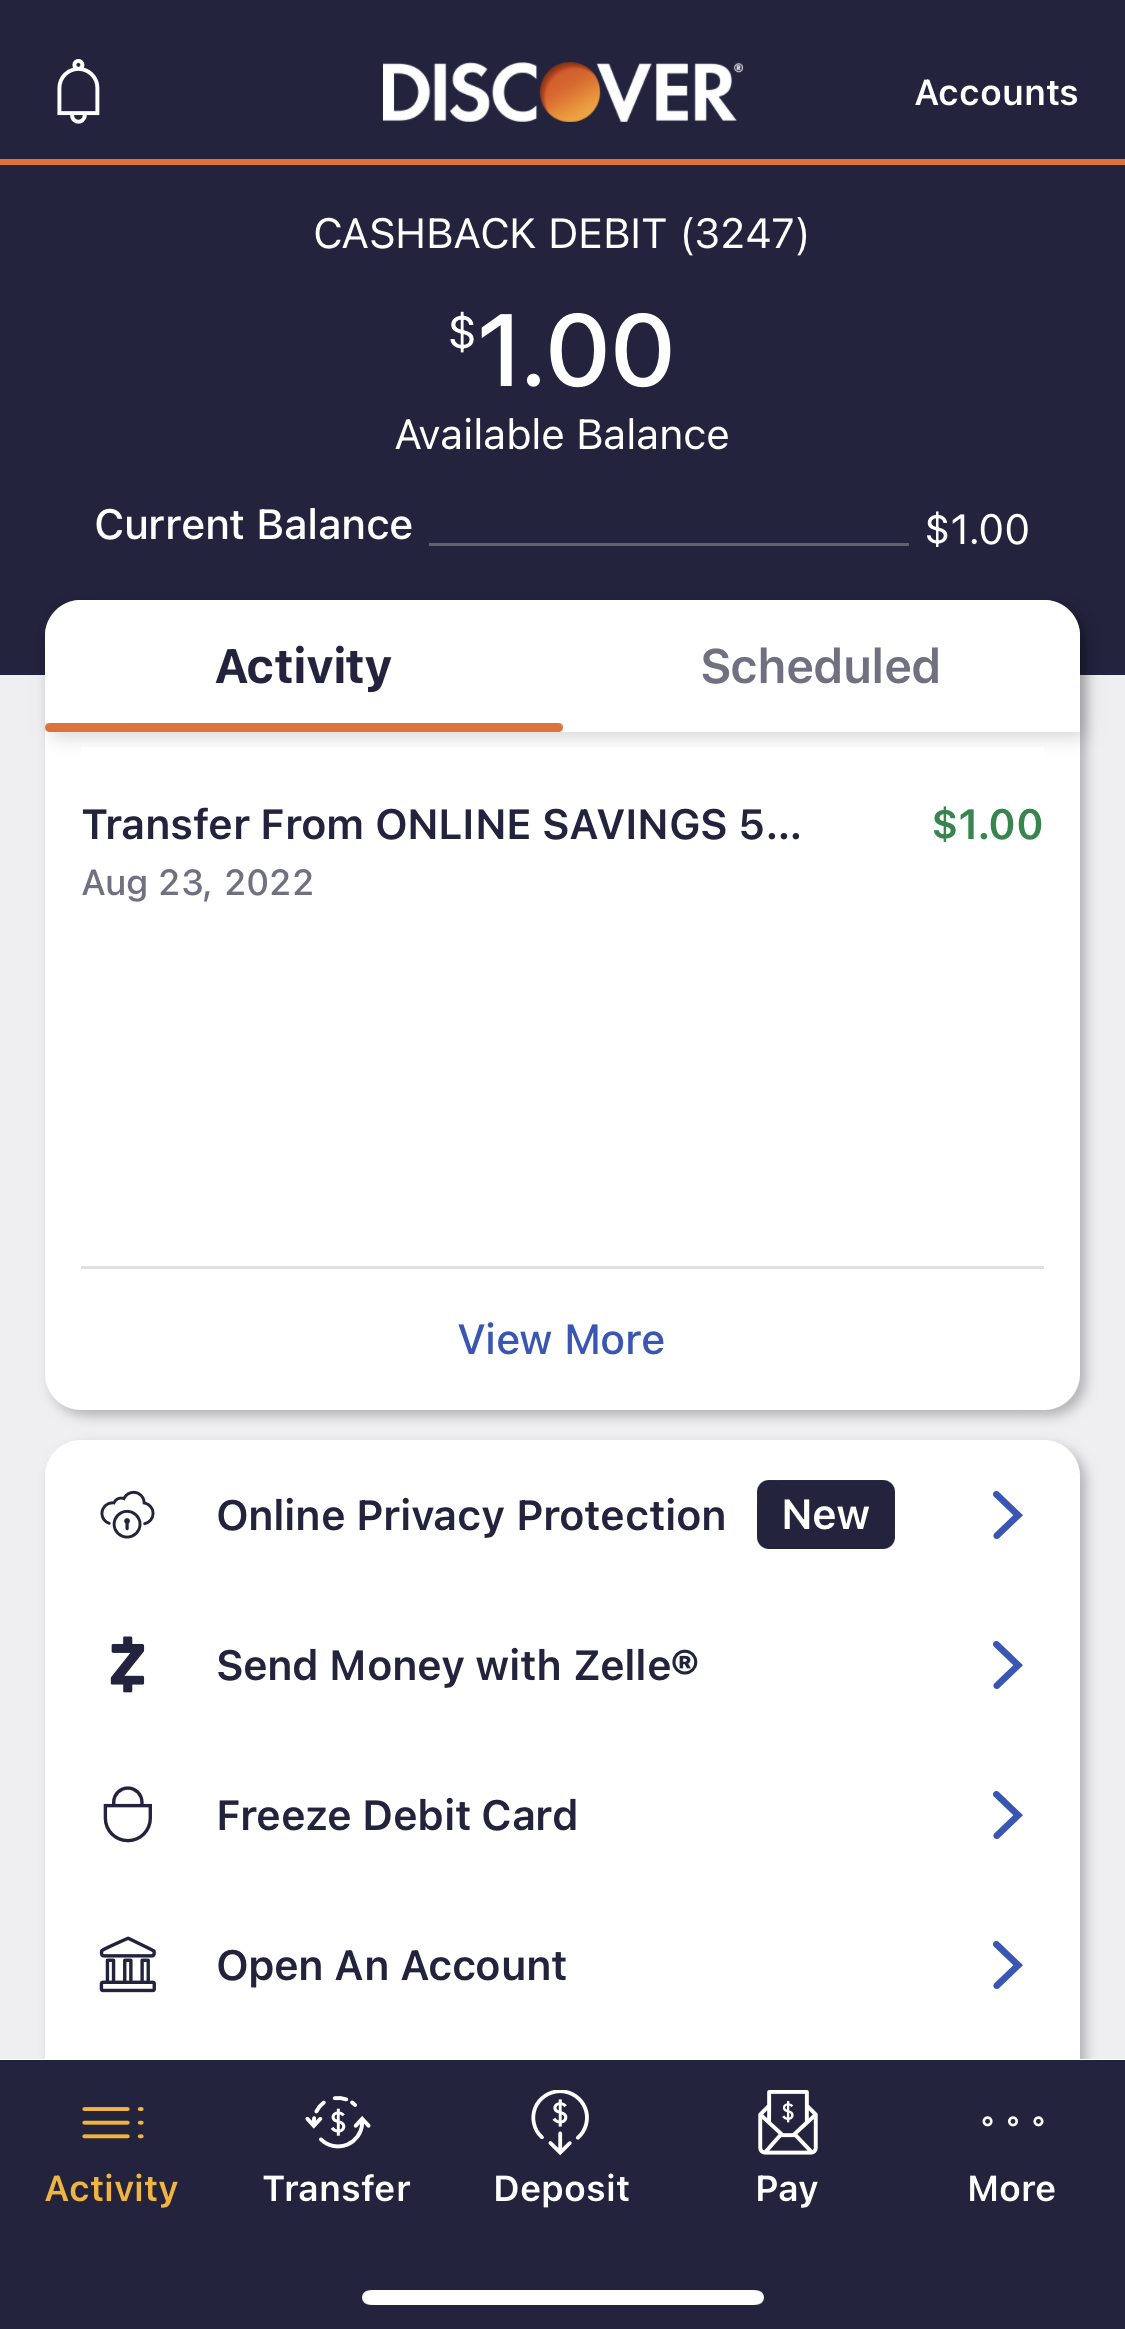 DISCOVER®
Accounts
CASHBACK DEBIT (3247)
$1.00
Available Balance
Current Balance $1.00
Activity Scheduled
Transfer From ONLINE SAVINGS 5... $1.00
Aug 23, 2022
View More
Online Privacy Protection New
Send Money with Zelle®
Freeze Debit Card
Open An Account
Activity Transfer Deposit Pay More